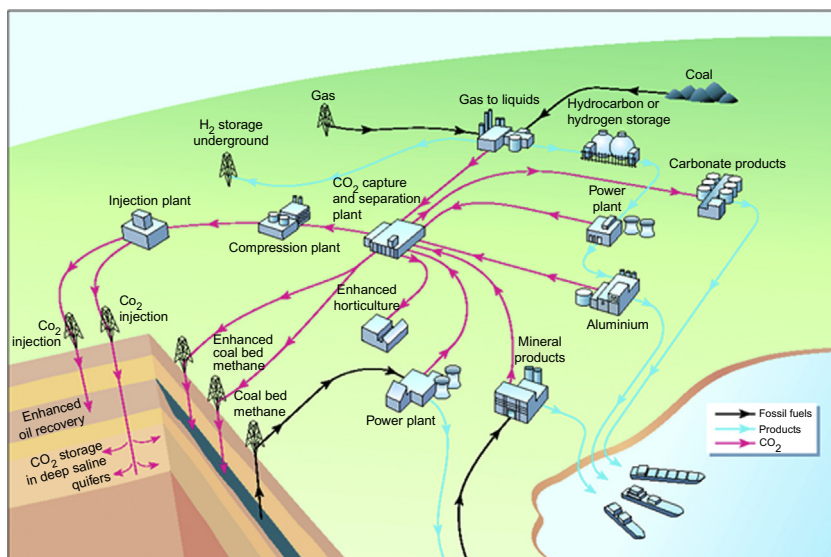 Coal
Gas
Gas to liquids
Hydrocarbon or
hydrogen storage
H2 storage
underground
Carbonate products
CO2 capture
and separation
plant
Power
plant
Injection plant
Compression plant
Enhanced
horticulture
Aluminium
Co2
injection
Co2
injection
Enhanced
coal bed
methane
Mineral
products
Coal bed
methane
Power plant
Enhanced
oil recovery
CO2 storage
in deep saline
quifers
Fossil fuels
Products
CO2